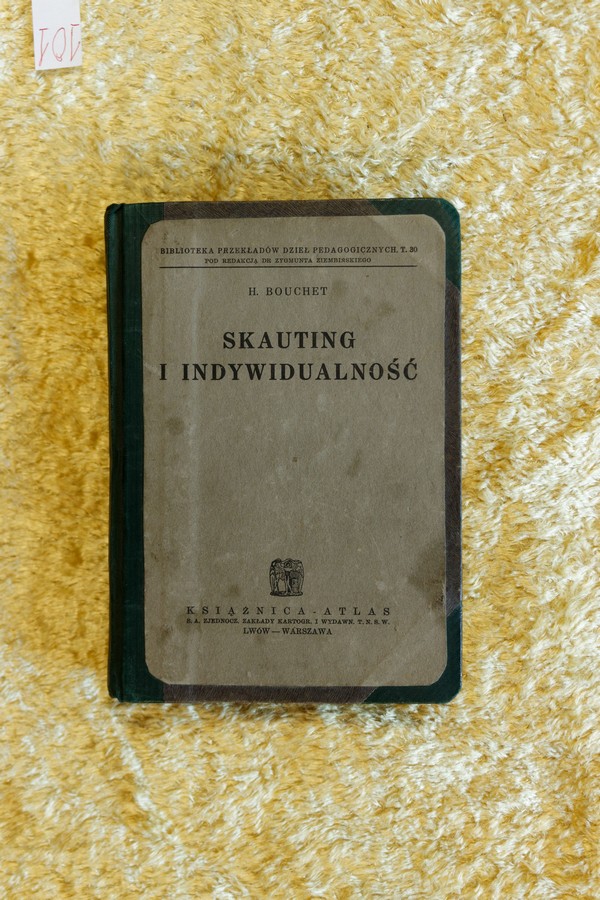 101
BIBLIOTEKA PRZEKŁADÓW DZIEŁ PEDAGOGICZNYCH. T. 30
POD REDAKCJĄ DR ZYGMUNTA ZIEMBIŃSKIEGO
H. BOUCHET
SKAUTING
I INDYWIDUALNOŚĆ
KSIĄŻNICA - ATLAS
S. A. ZJEDNOCZ. ZAKŁADY KARTOGR. I WYDAWN. T. N. S. W.
LWÓW — WARSZAWA